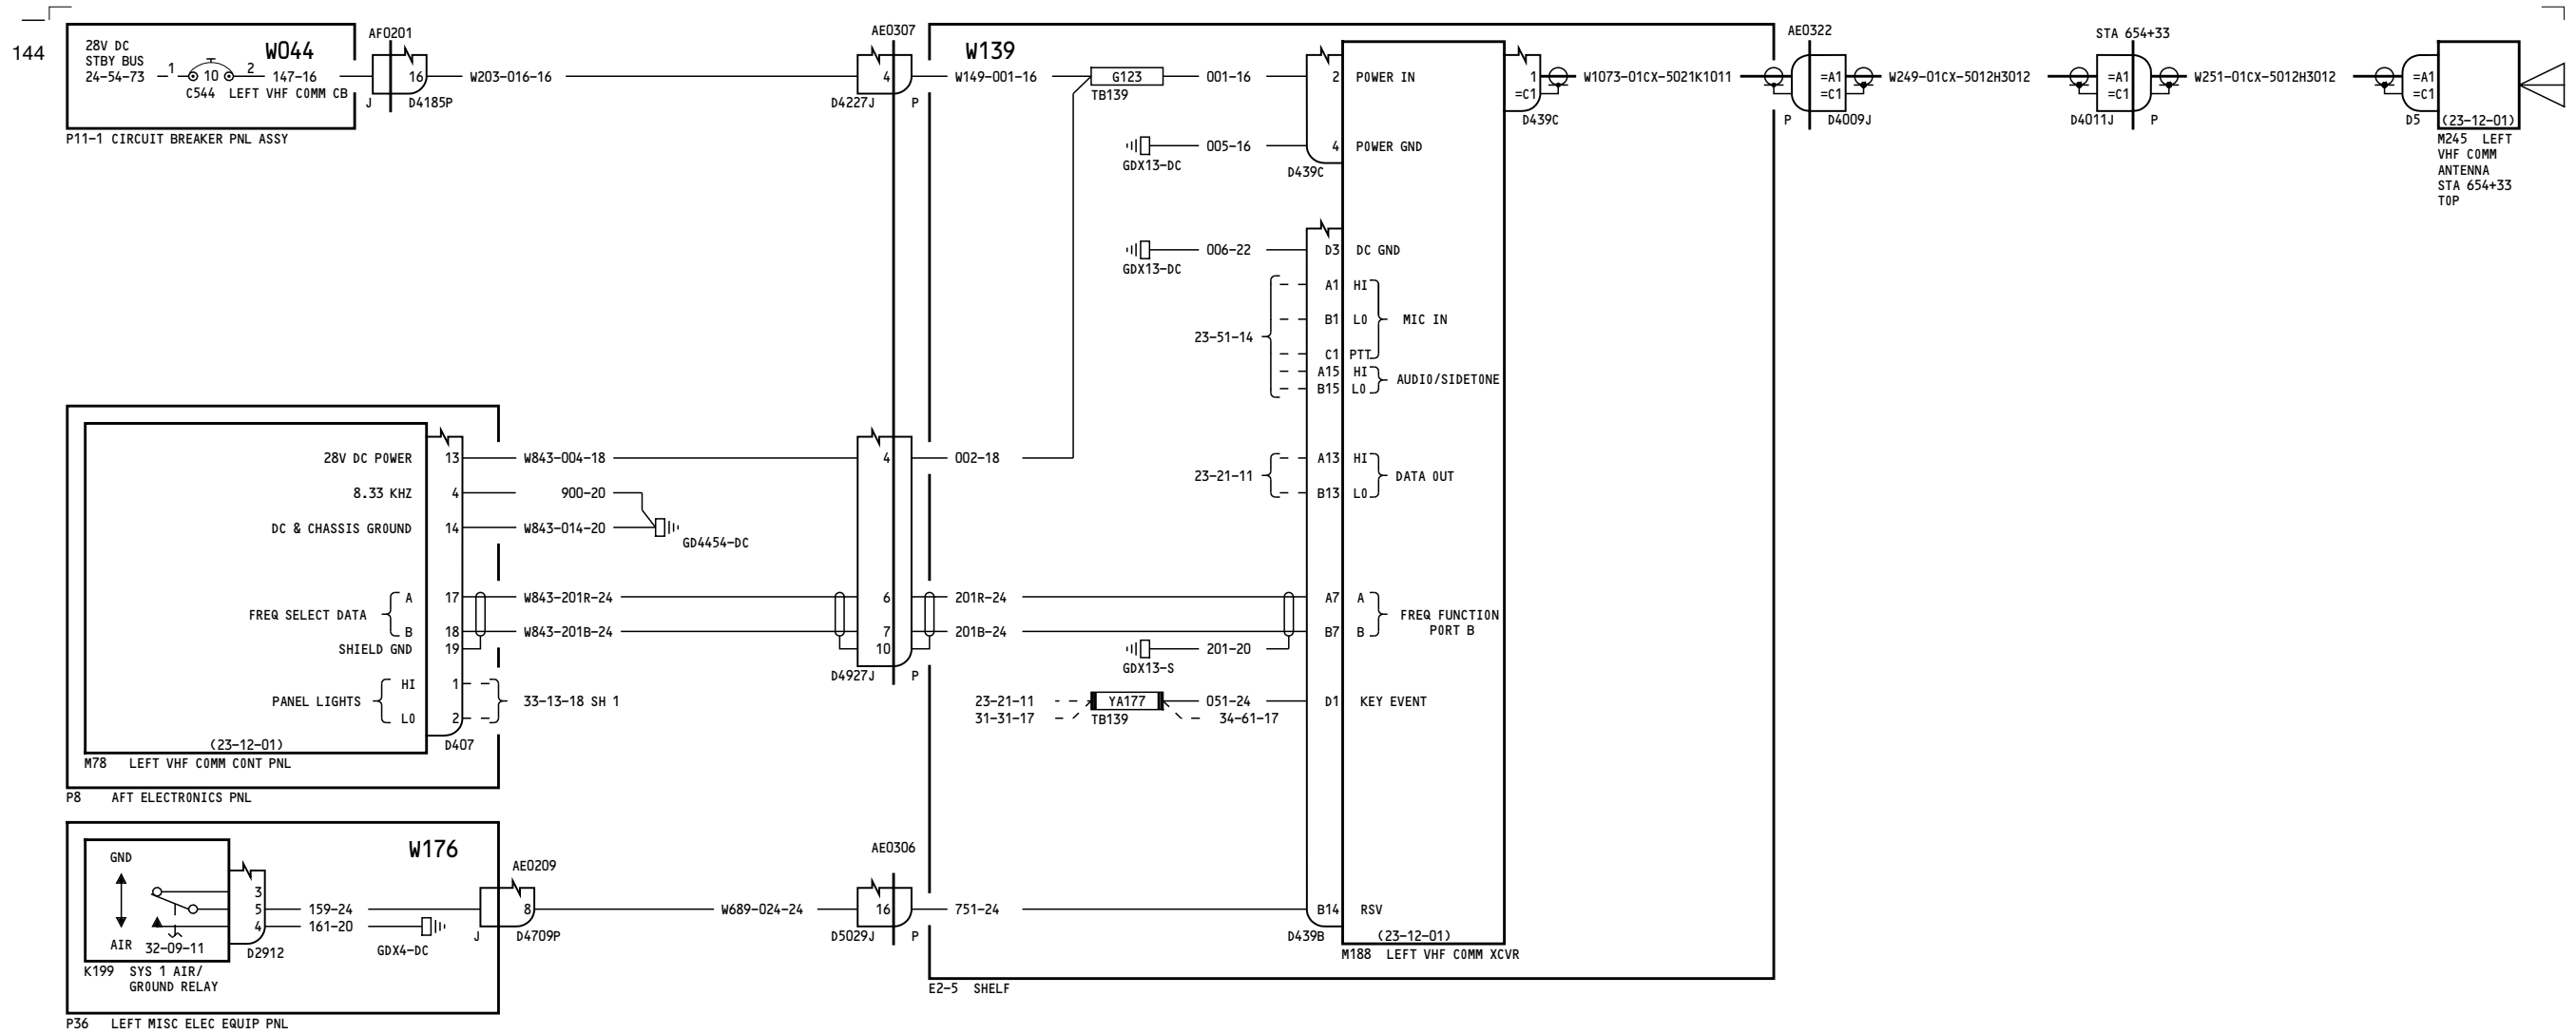 144
28V DC
STBY BUS
24-54-73
1
10
2
147-16
C544 LEFT VHF COMM CB
W044
P11-1 CIRCUIT BREAKER PNL ASSY
AF0201
16
J
D4185P
W203-016-16
AE0307
4
D4227J
P
W139
W149-001-16
G123
TB139
001-16
2
POWER IN
GDX13-DC
005-16
4
POWER GND
D439C
1
=C1
D439C
W1073-01CX-5021K1011
AE0322
=A1
=C1
P
D4009J
W249-01CX-5012H3012
STA 654+33
=A1
=C1
D4011J
P
W251-01CX-5012H3012
=A1
=C1
D5
(23-12-01)
M245 LEFT
VHF COMM
ANTENNA
STA 654+33
TOP
GDX13-DC
006-22
D3
DC GND
23-51-14
A1
HI
B1
LO
MIC IN
C1
PTT
A15
HI
AUDIO/SIDETONE
B15
LO
23-21-11
A13
HI
DATA OUT
B13
LO
28V DC POWER
13
W843-004-18
4
002-18
8.33 KHZ
4
900-20
DC & CHASSIS GROUND
14
W843-014-20
GD4454-DC
FREQ SELECT DATA
A
17
W843-201R-24
6
201R-24
A7
A
FREQ FUNCTION
PORT B
B
18
W843-201B-24
7
201B-24
B7
B
SHIELD GND
19
10
GDX13-S
201-20
D4927J
P
PANEL LIGHTS
HI
1
LO
2
33-13-18 SH 1
(23-12-01)
D407
M78 LEFT VHF COMM CONT PNL
P8 AFT ELECTRONICS PNL
23-21-11
31-31-17
YA177
TB139
051-24
34-61-17
D1
KEY EVENT
W176
GND
AIR
32-09-11
3
5
4
D2912
159-24
161-20
GDX4-DC
K199 SYS 1 AIR/
GROUND RELAY
P36 LEFT MISC ELEC EQUIP PNL
AE0209
8
J
D4709P
W689-024-24
AE0306
16
D5029J
P
751-24
B14
RSV
D439B
(23-12-01)
M188 LEFT VHF COMM XCVR
E2-5 SHELF